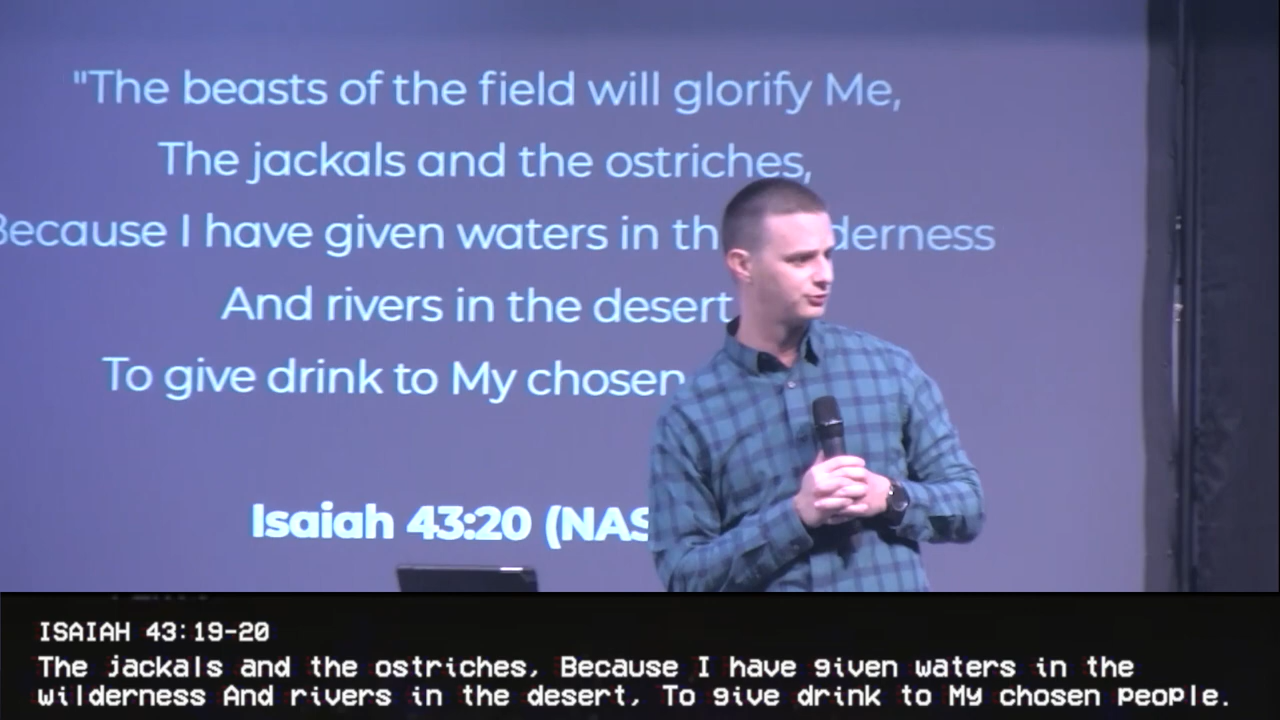 "The beasts of the field will glorify Me,
The jackals and the ostriches,
Because I have given waters in th derness
And rivers in the desert
To give drink to My chosen
Isaiah 43:20 (NAS
ISAIAH 43:19-20
The jackals and the ostriches, Because I have given waters in the
wilderness And rivers in the desert, To give drink to My chosen people.